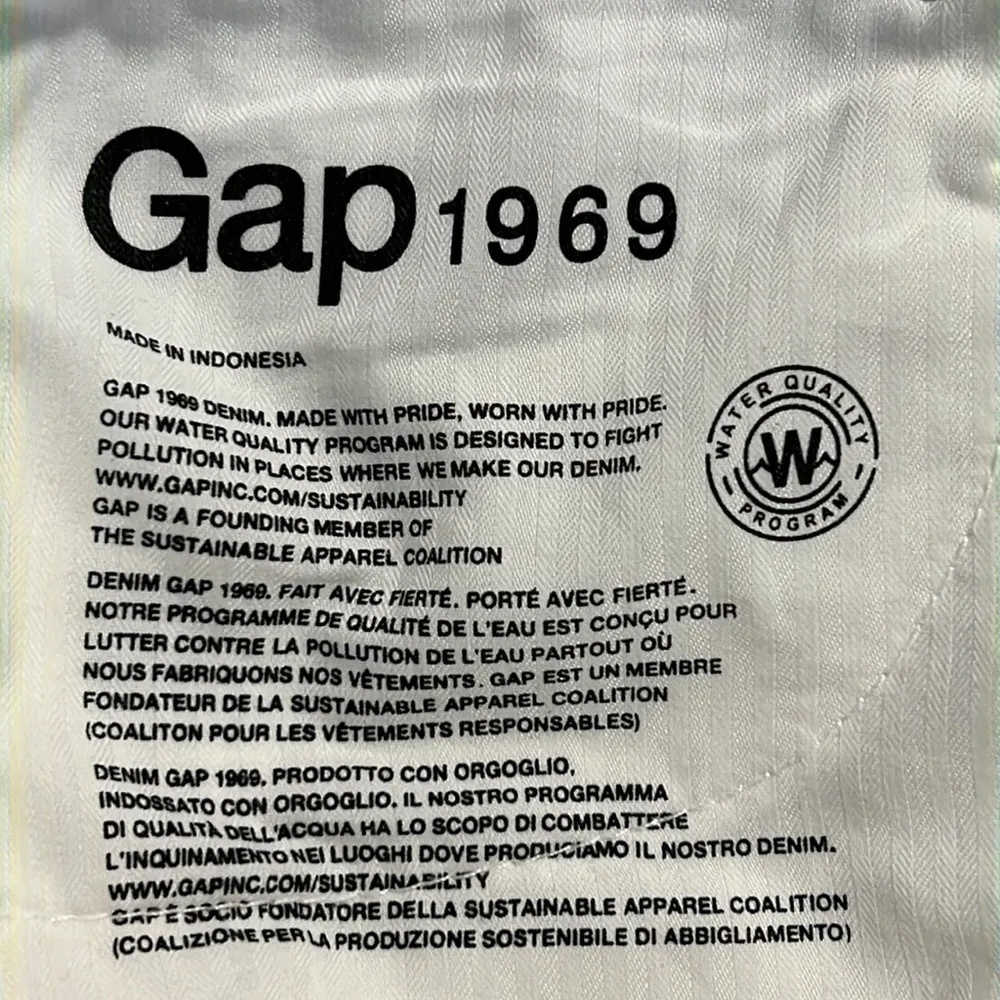 Gap 1969
MADE IN INDONESIA
GAP 1969 DENIM. MADE WITH PRIDE, WORN WITH PRIDE.
OUR WATER QUALITY PROGRAM IS DESIGNED TO FIGHT
POLLUTION IN PLACES WHERE WE MAKE OUR DENIM.
WWW.GAPINC.COM/SUSTAINABILITY
GAP IS A FOUNDING MEMBER OF
THE SUSTAINABLE APPAREL COALITION
WATER QUALITY
W
PROGRAM
DENIM GAP 1969. FAIT AVEC FIERTÉ. PORTÉ AVEC FIERTÉ.
NOTRE PROGRAMME DE QUALITÉ DE L'EAU EST CONÇU POUR
LUTTER CONTRE LA POLLUTION DE L'EAU PARTOUT OÙ
NOUS FABRIQUONS NOS VÊTEMENTS. GAP EST UN MEMBRE
FONDATEUR DE LA SUSTAINABLE APPAREL COALITION
(COALITON POUR LES VÊTEMENTS RESPONSABLES)
DENIM GAP 1969. PRODOTTO CON ORGOGLIO,
INDOSSATO CON ORGOGLIO. IL NOSTRO PROGRAMMA
DI QUALITÀ DELL'ACQUA HA LO SCOPO DI COMBATTERE
L'INQUINAMENTO NEI LUOGHI DOVE PRODUCIAMO IL NOSTRO DENIM.
WWW.GAPINC.COM/SUSTAINABILITY
GAP È SOCIO FONDATORE DELLA SUSTAINABLE APPAREL COALITION
(COALIZIONE PER LA PRODUZIONE SOSTENIBILE DI ABBIGLIAMENTO)